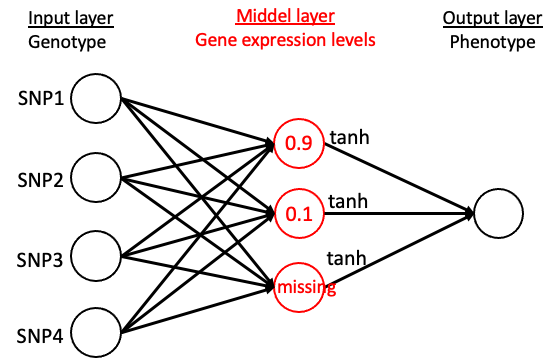 Input layer
Genotype
Middel layer
Gene expression levels
Output layer
Phenotype
SNP1
SNP2
SNP3
SNP4
0.9
0.1
missing
tanh
tanh
tanh